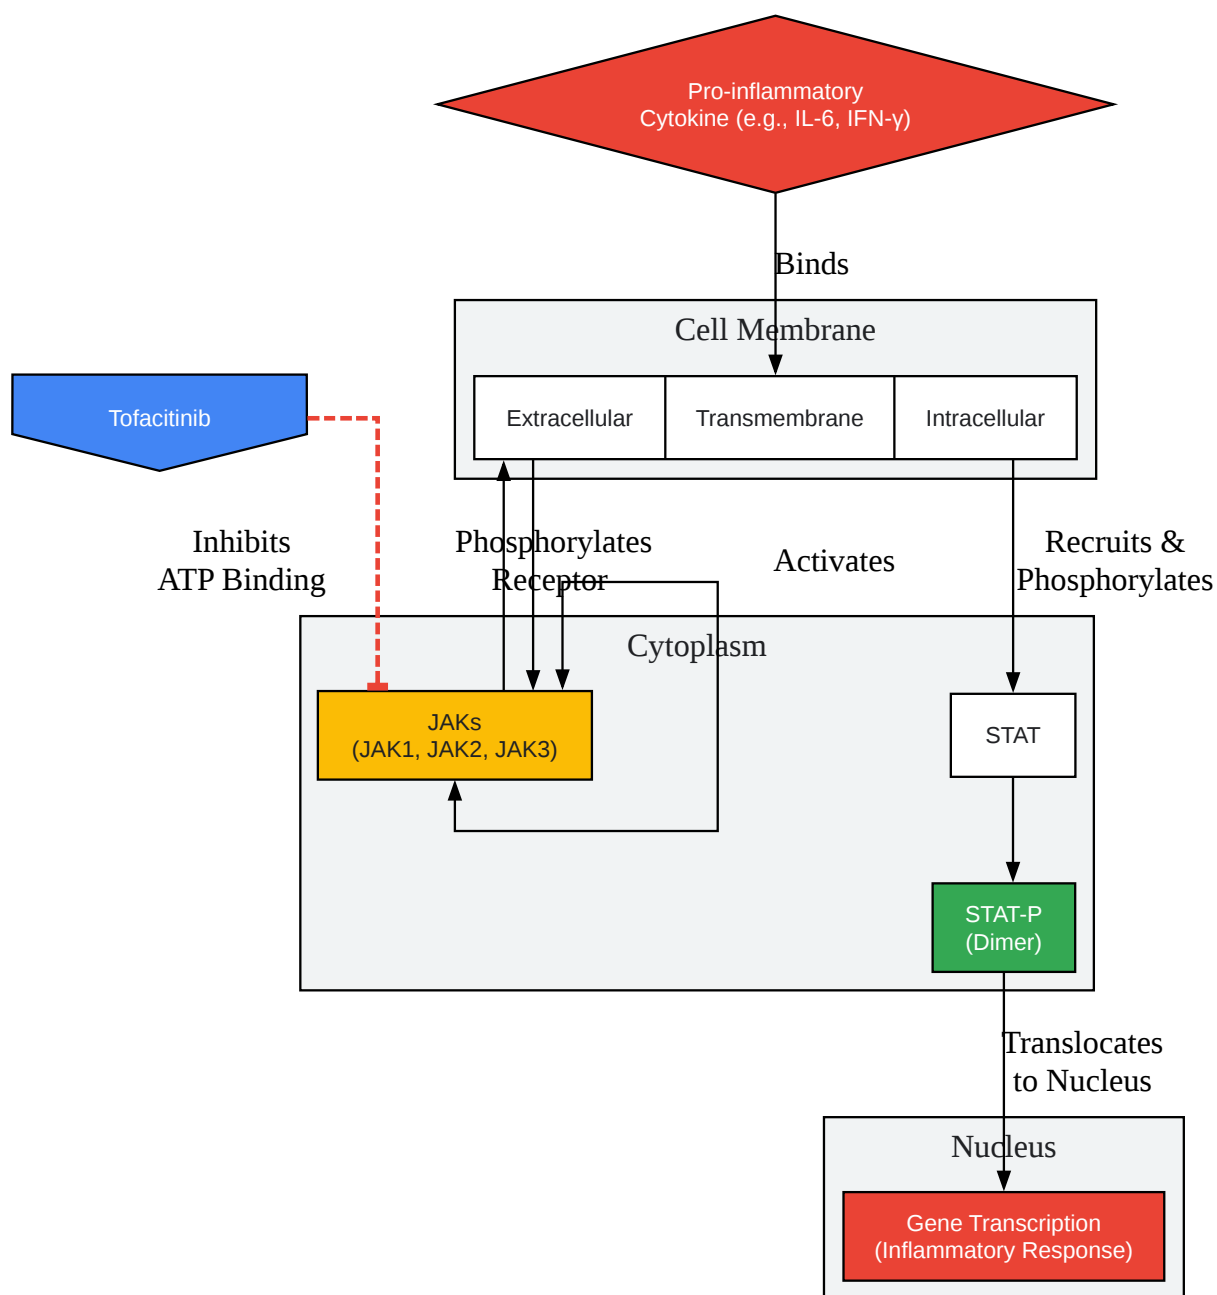 Pro-inflammatory
Cytokine (e.g., IL-6, IFN-γ)
Binds
Cell Membrane
Extracellular
Transmembrane
Intracellular
Tofacitinib
Inhibits
ATP Binding
Phosphorylates
Receptor
Activates
Recruits &
Phosphorylates
Cytoplasm
JAKs
(JAK1, JAK2, JAK3)
STAT
STAT-P
(Dimer)
Translocates
to Nucleus
Nucleus
Gene Transcription
(Inflammatory Response)